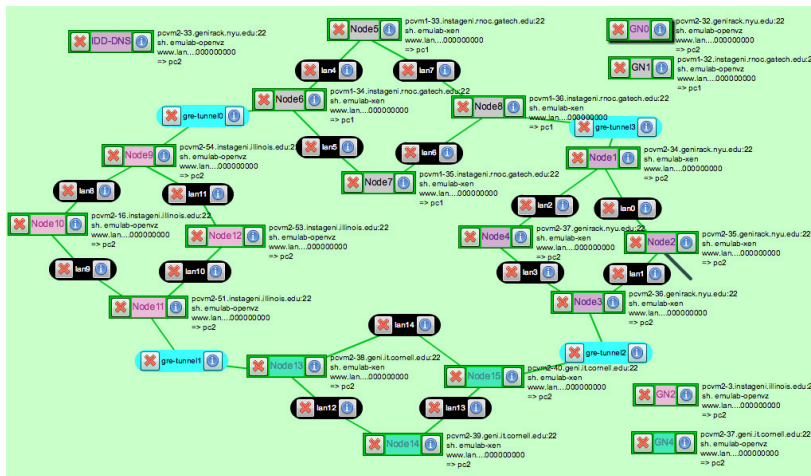 IDD-DNS
pcvm2-33.genirack.nyu.edu:22
sh. emulab-openvz
www.lan....000000000
=> pc2
Node5
pcvm1-33.instageni.rnoc.gatech.edu:22
sh. emulab-xen
www.lan....000000000
=> pc1
GN0
pcvm2-32.genirack.nyu.edu:22
sh. emulab-openvz
www.lan....000000000
=> pc2
lan4
lan7
GN1
pcvm1-32.instageni.rnoc.gatech.edu:22
sh. emulab-openvz
www.lan....000000000
=> pc1
Node6
pcvm1-34.instageni.rnoc.gatech.edu:22
sh. emulab-xen
www.lan....000000000
=> pc1
Node8
pcvm1-36.instageni.rnoc.gatech.edu:22
sh. emulab-xen
www.lan....000000000
=> pc1
gre-tunnel0
gre-tunnel3
lan5
lan6
Node9
pcvm2-54.instageni.illinois.edu:22
sh. emulab-openvz
www.lan....000000000
=> pc2
Node1
pcvm2-34.genirack.nyu.edu:22
sh. emulab-xen
www.lan....000000000
=> pc2
Node7
pcvm1-35.instageni.rnoc.gatech.edu:22
sh. emulab-xen
www.lan....000000000
=> pc1
lan8
lan11
lan2
lan0
Node10
pcvm2-16.instageni.illinois.edu:22
sh. emulab-openvz
www.lan....000000000
=> pc2
Node12
pcvm2-53.instageni.illinois.edu:22
sh. emulab-openvz
www.lan....000000000
=> pc2
Node4
pcvm2-37.genirack.nyu.edu:22
sh. emulab-xen
www.lan....000000000
=> pc2
Node2
pcvm2-35.genirack.nyu.edu:22
sh. emulab-xen
www.lan....000000000
=> pc2
lan9
lan10
lan3
lan1
Node11
pcvm2-51.instageni.illinois.edu:22
sh. emulab-openvz
www.lan....000000000
=> pc2
Node3
pcvm2-36.genirack.nyu.edu:22
sh. emulab-xen
www.lan....000000000
=> pc2
lan14
gre-tunnel1
gre-tunnel2
Node13
pcvm2-38.geni.it.cornell.edu:22
sh. emulab-xen
www.lan....000000000
=> pc2
Node15
pcvm2-40.geni.it.cornell.edu:22
sh. emulab-xen
www.lan....000000000
=> pc2
lan12
lan13
GN2
pcvm2-3.instageni.illinois.edu:22
sh. emulab-openvz
www.lan....000000000
=> pc2
Node14
pcvm2-39.geni.it.cornell.edu:22
sh. emulab-xen
www.lan....000000000
=> pc2
GN4
pcvm2-37.geni.it.cornell.edu:22
sh. emulab-openvz
www.lan....000000000
=> pc2